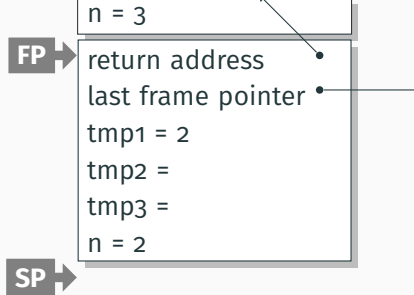 n = 3
FP
return address
last frame pointer
tmp1 = 2
tmp2 =
tmp3 =
n = 2
SP